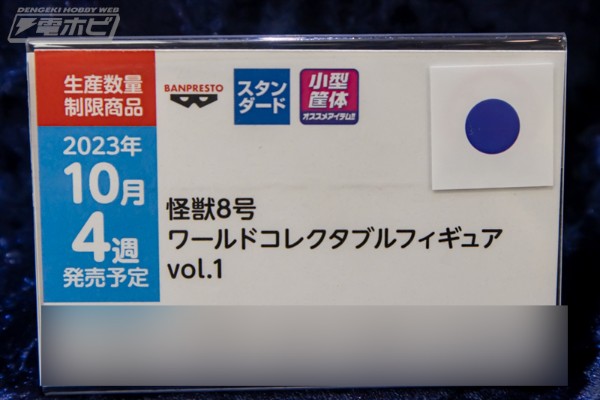 DENGEKI HOBBY WEB
電ホビ
生産数量
制限商品
2023年
10月
4週
発売予定
BANPRESTO
スタン
ダード
小型
筐体
オススメアイテム!!
怪獣8号
ワールドコレクタブルフィギュア
vol.1